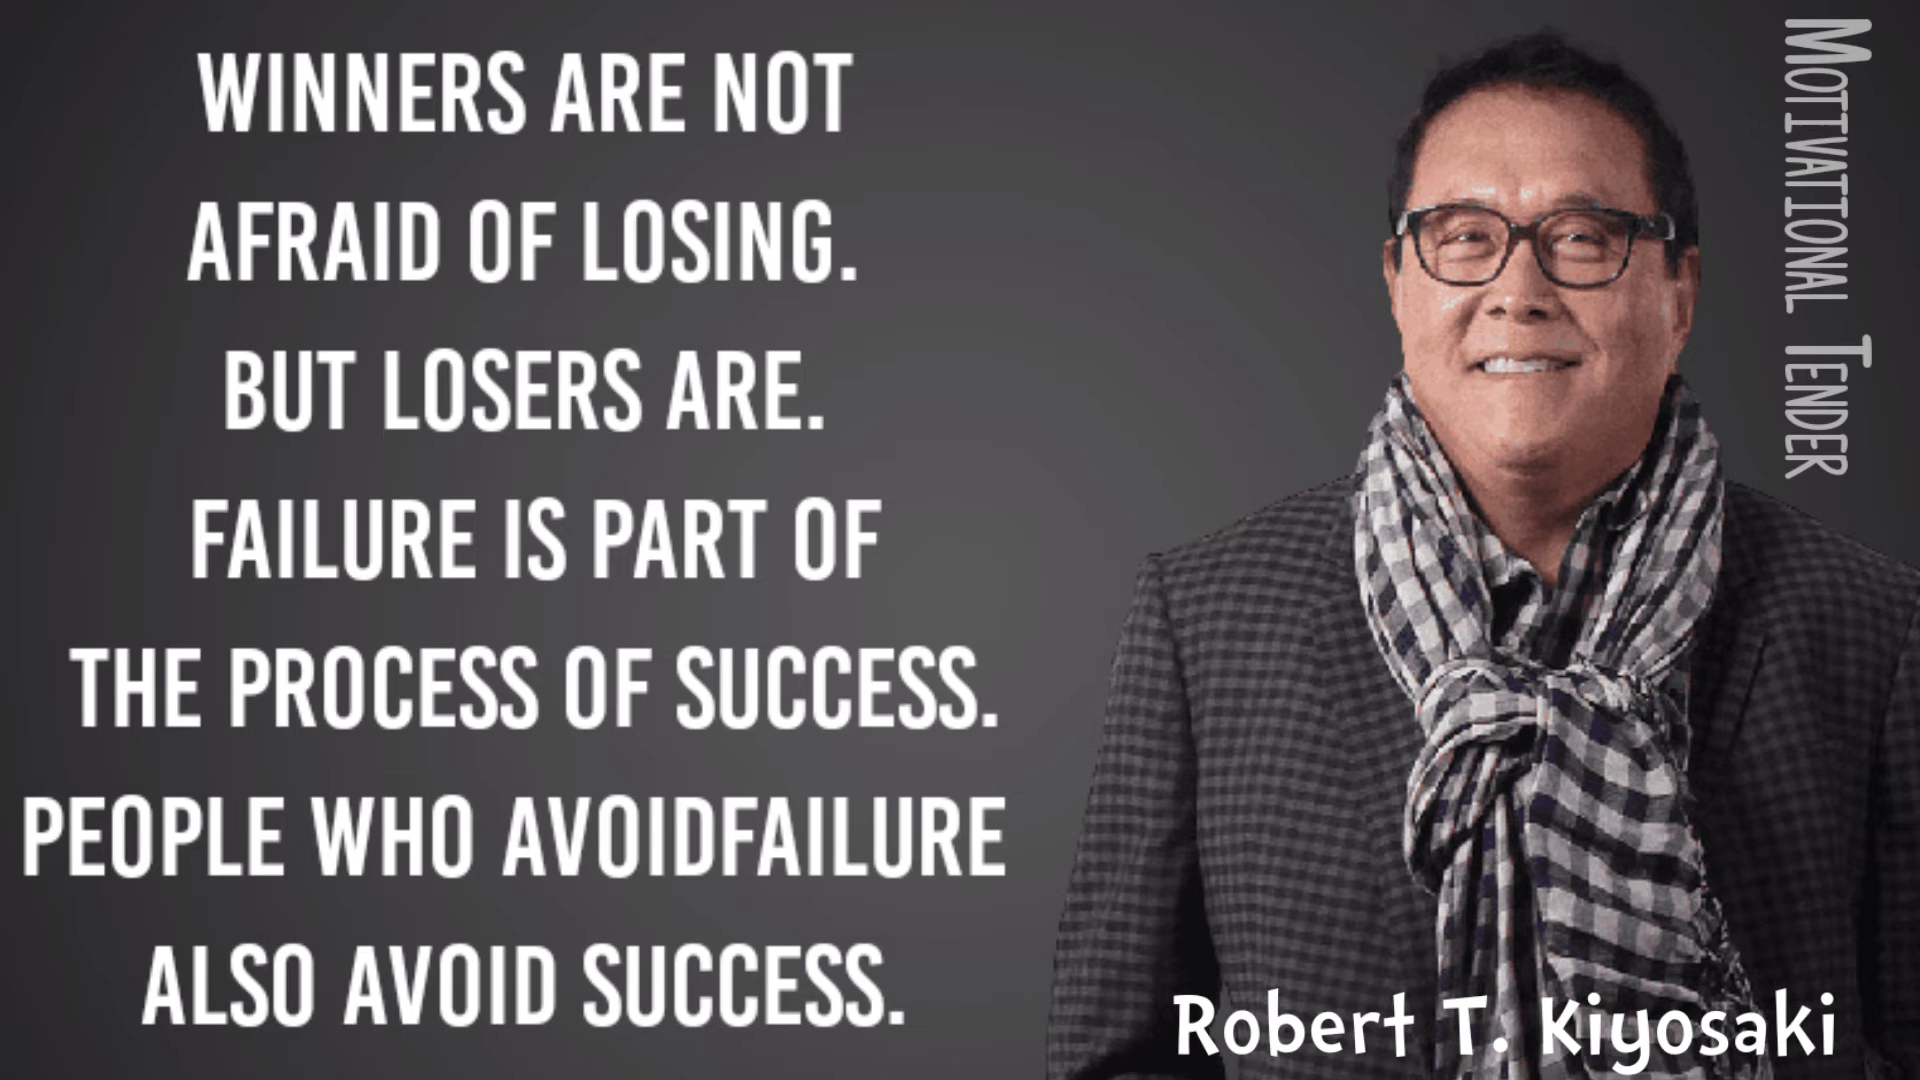 WINNERS ARE NOT
AFRAID OF LOSING.
BUT LOSERS ARE.
FAILURE IS PART OF
THE PROCESS OF SUCCESS.
PEOPLE WHO AVOIDFAILURE
ALSO AVOID SUCCESS.
Robert T. Kiyosaki
MOTIVATIONAL TENDER